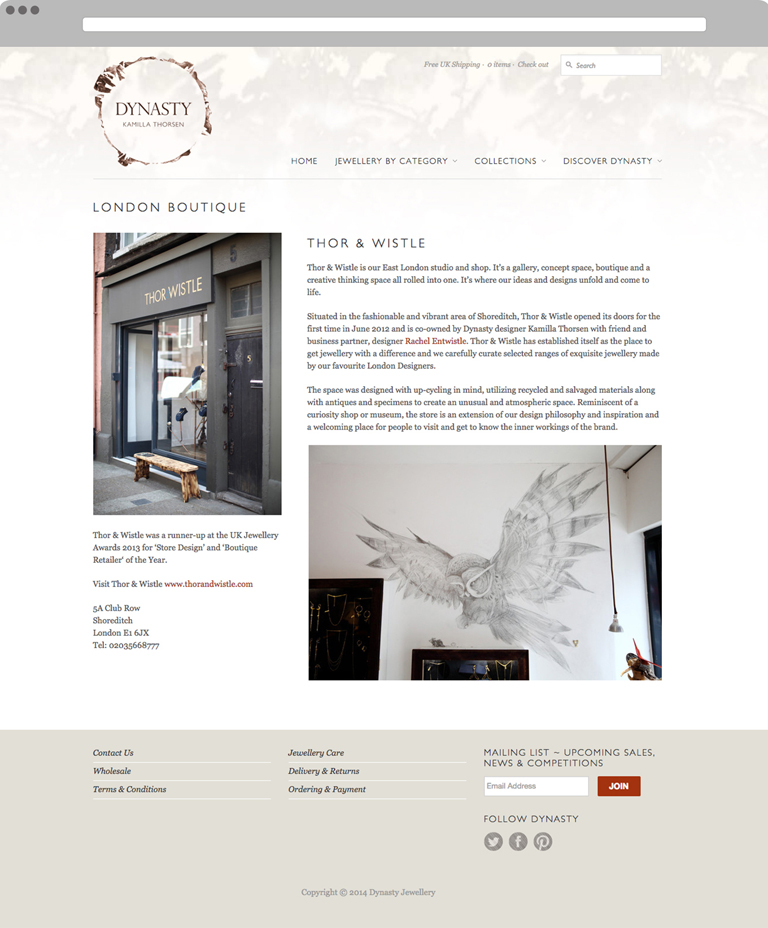 Free UK Shipping - 0 items - Check out
Search
DYNASTY
KAMILLA THORSEN
HOME JEWELLERY BY CATEGORY COLLECTIONS DISCOVER DYNASTY
LONDON BOUTIQUE
5
THOR WISTLE
5
Thor & Wistle was a runner-up at the UK Jewellery
Awards 2013 for 'Store Design' and 'Boutique
Retailer' of the Year.
Visit Thor & Wistle www.thorandwistle.com
5A Club Row
Shoreditch
London E1 6JX
Tel: 02035668777
THOR & WISTLE
Thor & Wistle is our East London studio and shop. It's a gallery, concept space, boutique and a
creative thinking space all rolled into one. It's where our ideas and designs unfold and come to
life.
Situated in the fashionable and vibrant area of Shoreditch, Thor & Wistle opened its doors for the
first time in June 2012 and is co-owned by Dynasty designer Kamilla Thorsen with friend and
business partner, designer Rachel Entwistle. Thor & Wistle has established itself as the place to
get jewellery with a difference and we carefully curate selected ranges of exquisite jewellery made
by our favourite London Designers.
The space was designed with up-cycling in mind, utilizing recycled and salvaged materials along
with antiques and specimens to create an unusual and atmospheric space. Reminiscent of a
curiosity shop or museum, the store is an extension of our design philosophy and inspiration and
a welcoming place for people to visit and get to know the inner workings of the brand.
Contact Us
Wholesale
Terms & Conditions
Jewellery Care
Delivery & Returns
Ordering & Payment
MAILING LIST ~ UPCOMING SALES,
NEWS & COMPETITIONS
Email Address JOIN
FOLLOW DYNASTY
Copyright © 2014 Dynasty Jewellery